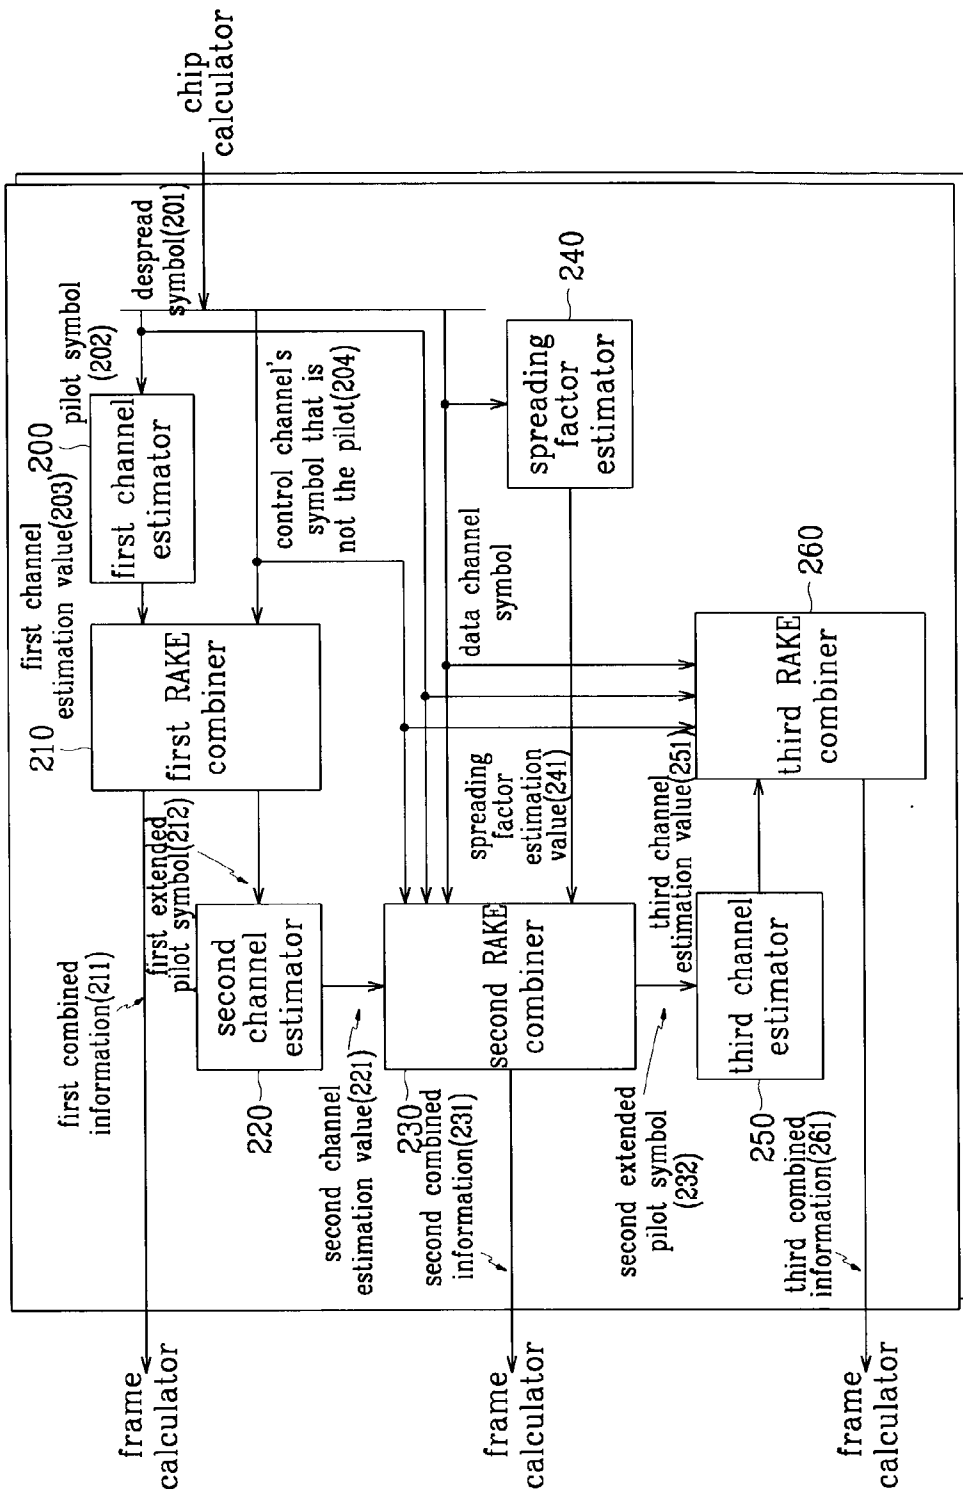 chip
calculator
despread
symbol(201)
pilot symbol
(202)
200
first channel
estimator
control channel's
symbol that is
not the pilot(204)
240
spreading
factor
estimator
data channel
symbol
first channel
estimation value(203)
210
first RAKE
combiner
260
third RAKE
combiner
spreading
factor
estimation
value(241)
third channel
estimation value(251)
first extended
pilot symbol(212)
second
channel
estimator
220
second RAKE
combiner
230
third channel
estimator
250
first combined
information(211)
second channel
estimation value(221)
second combined
information(231)
second extended
pilot symbol
(232)
third combined
information(261)
frame
calculator
frame
calculator
frame
calculator